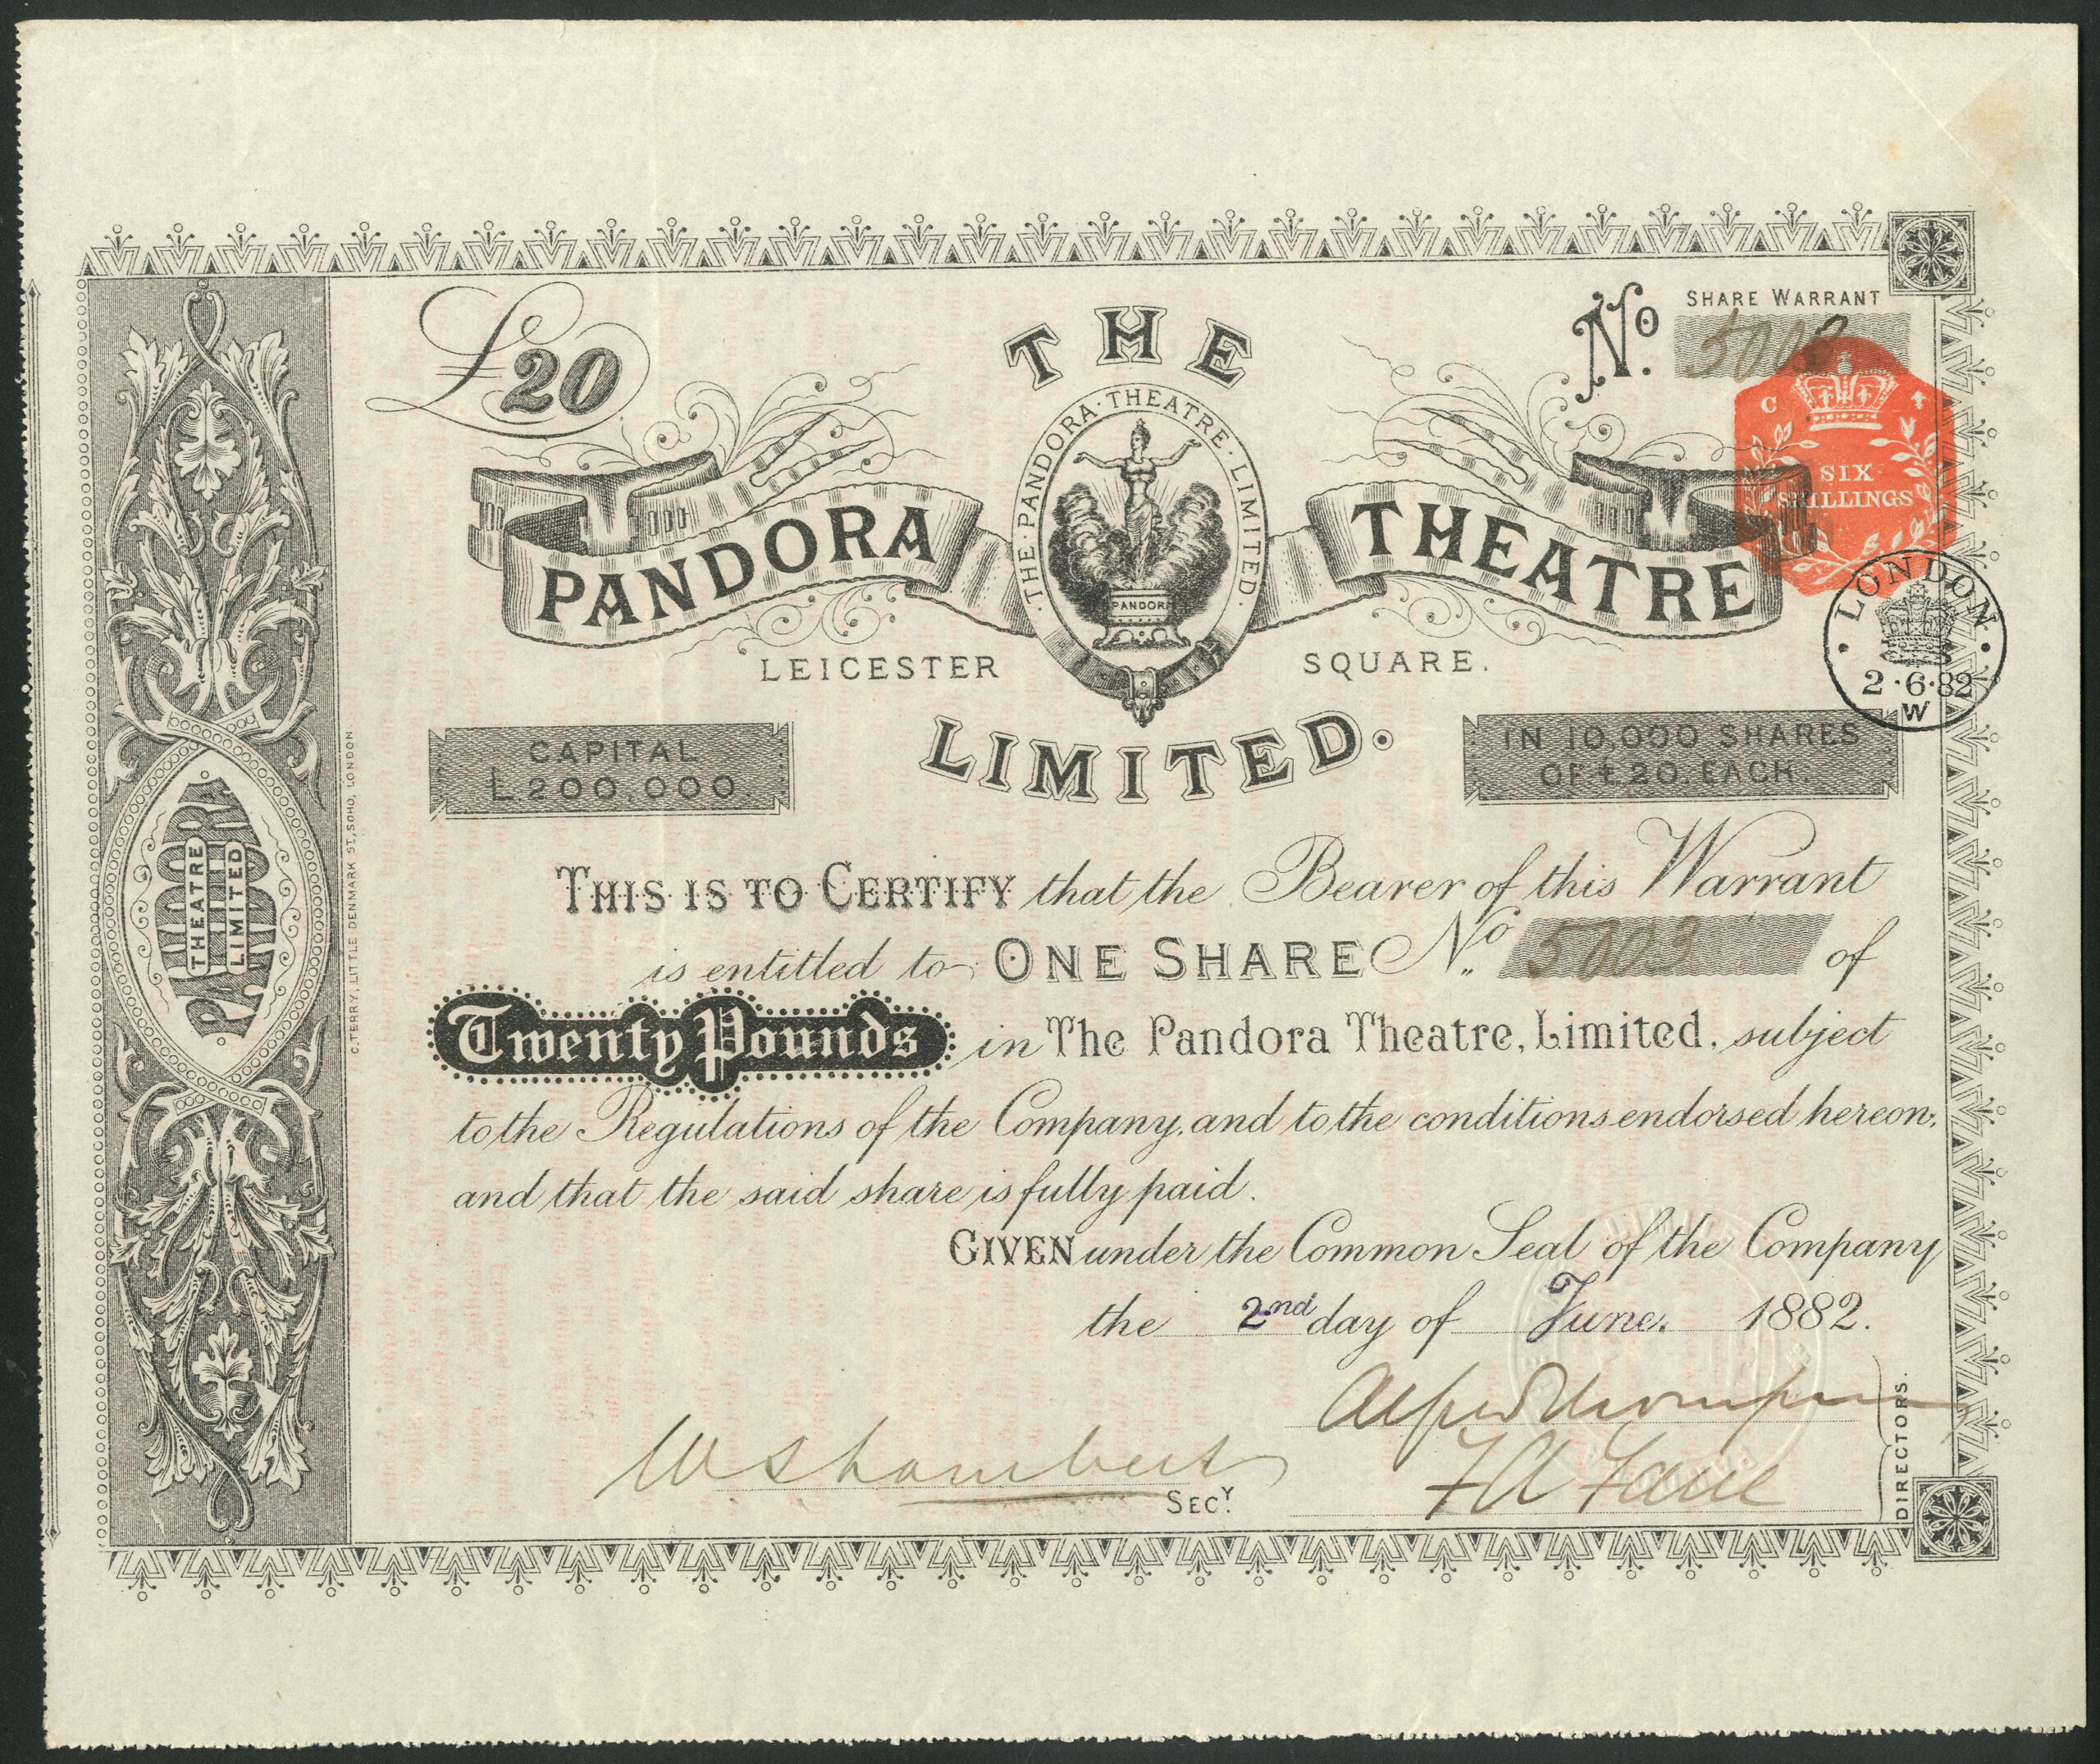 £20
THE
No. SHARE WARRANT
5003
C
SIX
SHILLINGS
THE · PANDORA · THEATRE · LIMITED.
PANDORA
PANDORA THEATRE
LEICESTER SQUARE.
LONDON
2·6·82
W
LIMITED.
CAPITAL
£200,000.
IN 10,000 SHARES
OF £20 EACH.
PANDORA
THEATRE
LIMITED
C. TERRY, LITTLE DENMARK ST, SOHO, LONDON.
THIS IS TO CERTIFY that the Bearer of this Warrant
is entitled to ONE SHARE No. 5003 of
Twenty Pounds in The Pandora Theatre, Limited, subject
to the Regulations of the Company, and to the conditions endorsed hereon;
and that the said share is fully paid.
GIVEN under the Common Seal of the Company
the 2nd day of June. 1882.
Alfred Thompson
F A Fane
DIRECTORS.
SECY.